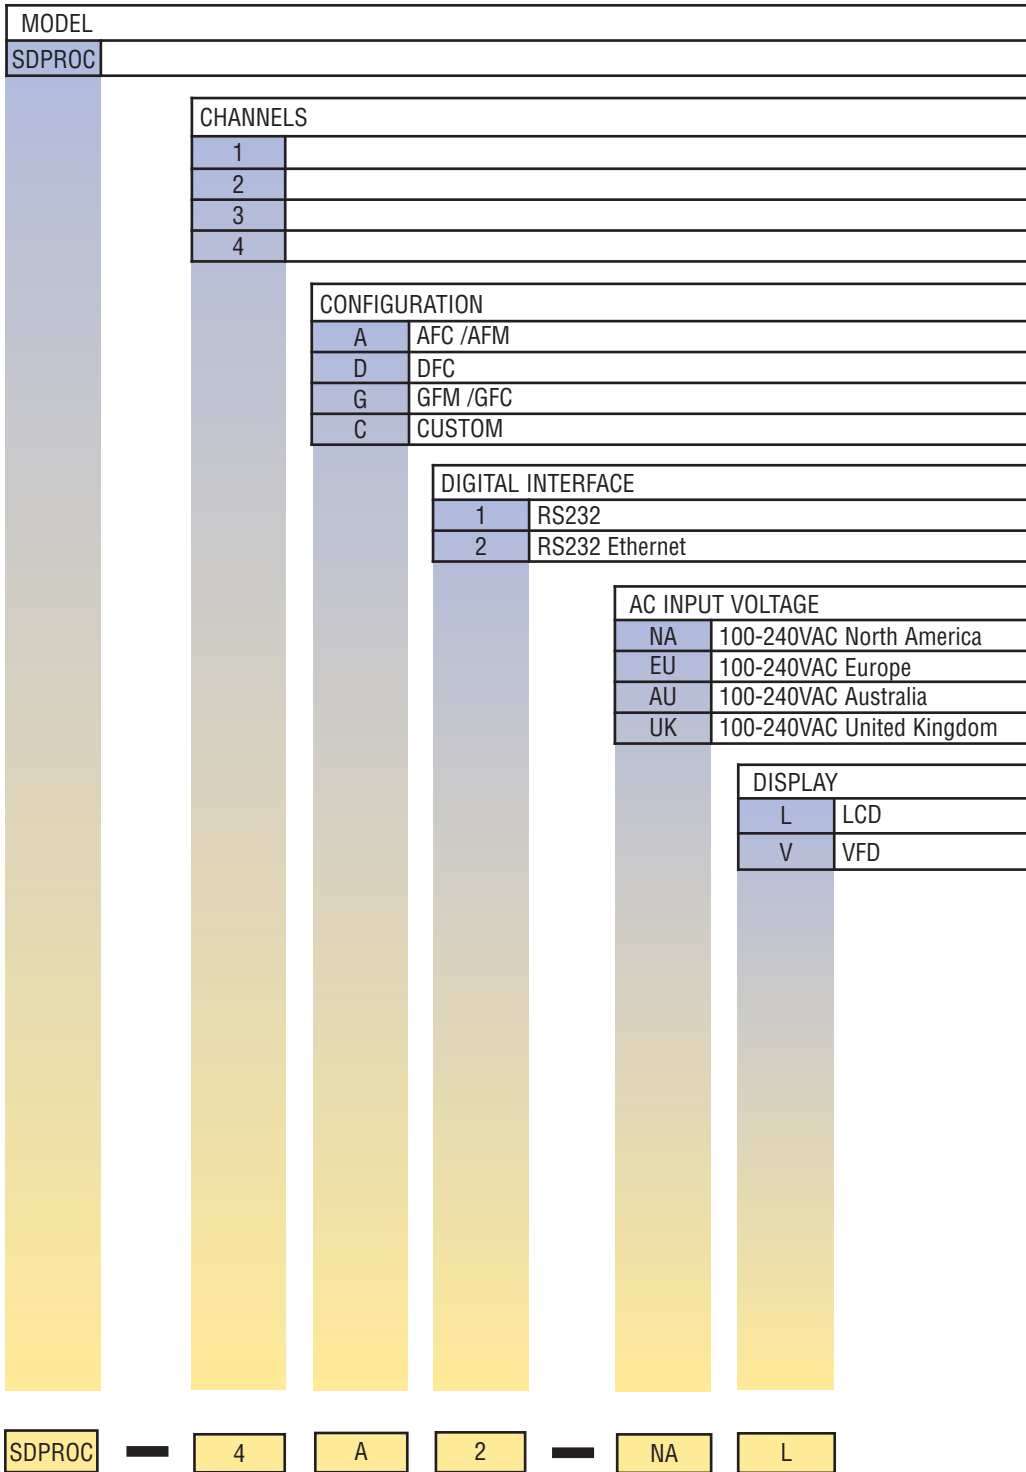 MODEL
SDPROC
CHANNELS
1
2
3
4
CONFIGURATION
A AFC /AFM
D DFC
G GFM /GFC
C CUSTOM
DIGITAL INTERFACE
1 RS232
2 RS232 Ethernet
AC INPUT VOLTAGE
NA 100-240VAC North America
EU 100-240VAC Europe
AU 100-240VAC Australia
UK 100-240VAC United Kingdom
DISPLAY
L LCD
V VFD
SDPROC — 4 A 2 — NA L